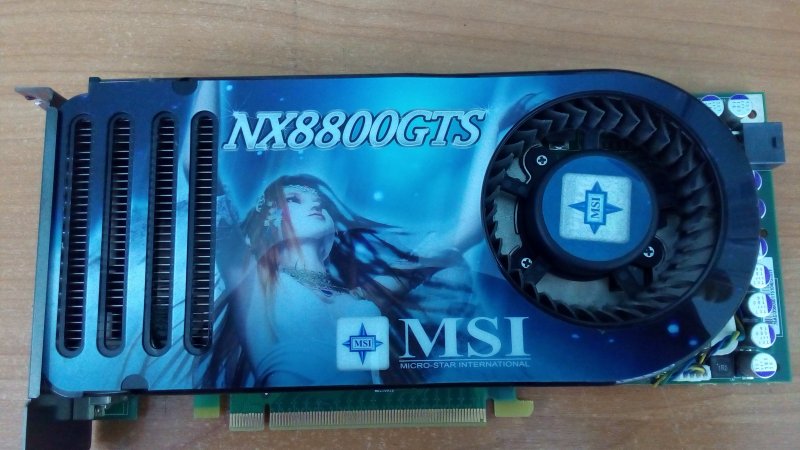 NX8800GTS
MSI
MSI
MSI
MICRO-STAR INTERNATIONAL